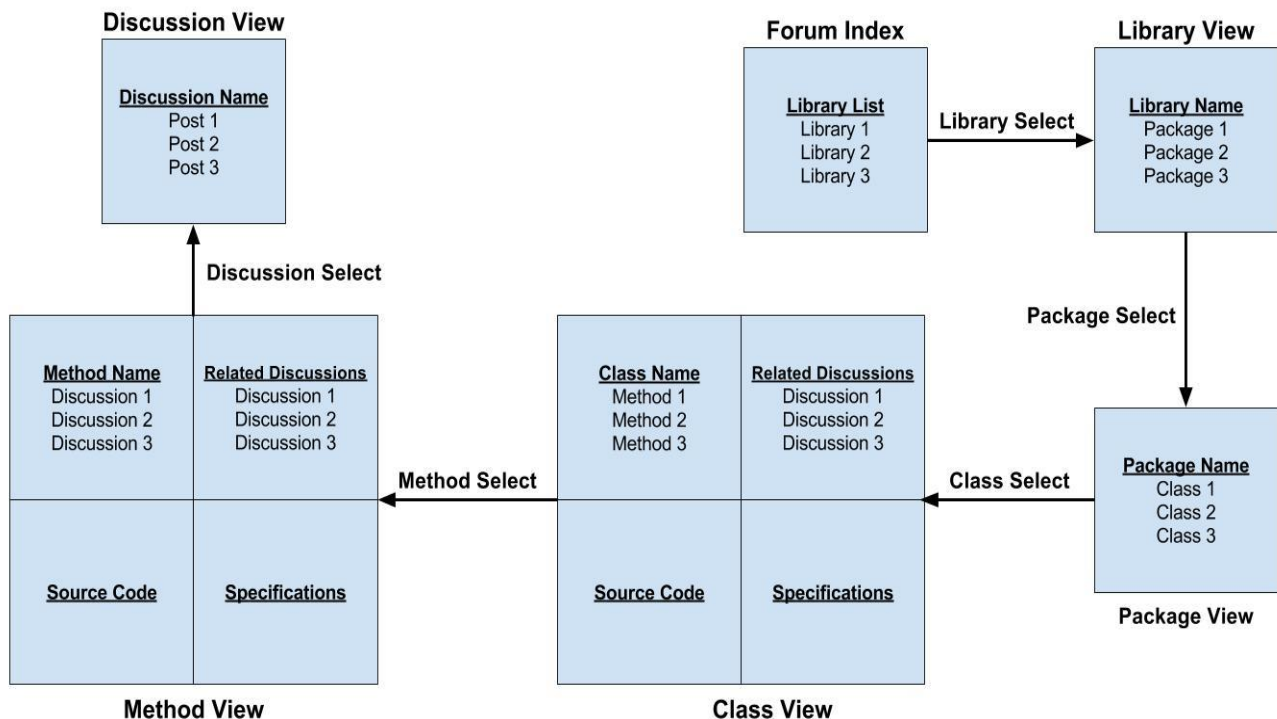 Discussion View
Discussion Name
Post 1
Post 2
Post 3
Forum Index
Library List
Library 1
Library 2
Library 3
Library Select
Library View
Library Name
Package 1
Package 2
Package 3
Discussion Select
Package Select
Method Name
Discussion 1
Discussion 2
Discussion 3
Related Discussions
Discussion 1
Discussion 2
Discussion 3
Source Code
Specifications
Method View
Method Select
Class Name
Method 1
Method 2
Method 3
Related Discussions
Discussion 1
Discussion 2
Discussion 3
Source Code
Specifications
Class View
Class Select
Package Name
Class 1
Class 2
Class 3
Package View